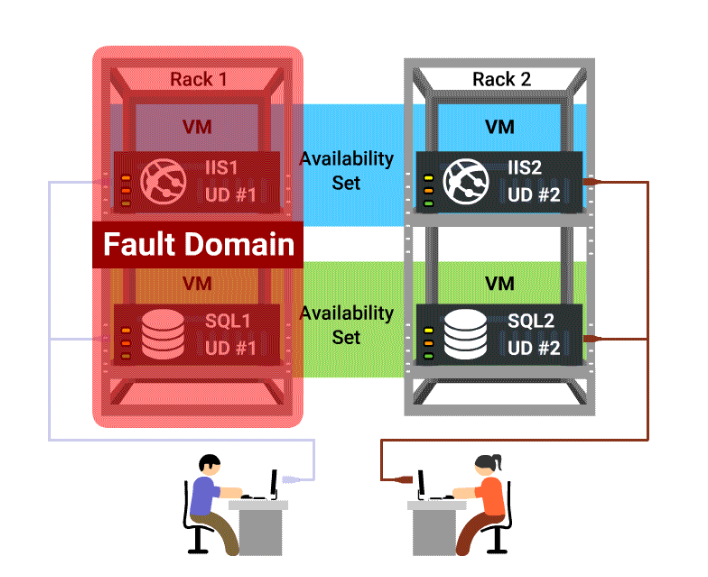 Rack 1
VM
IIS1
UD #1
Fault Domain
VM
SQL1
UD #1
Availability
Set
Availability
Set
Rack 2
VM
IIS2
UD #2
VM
SQL2
UD #2